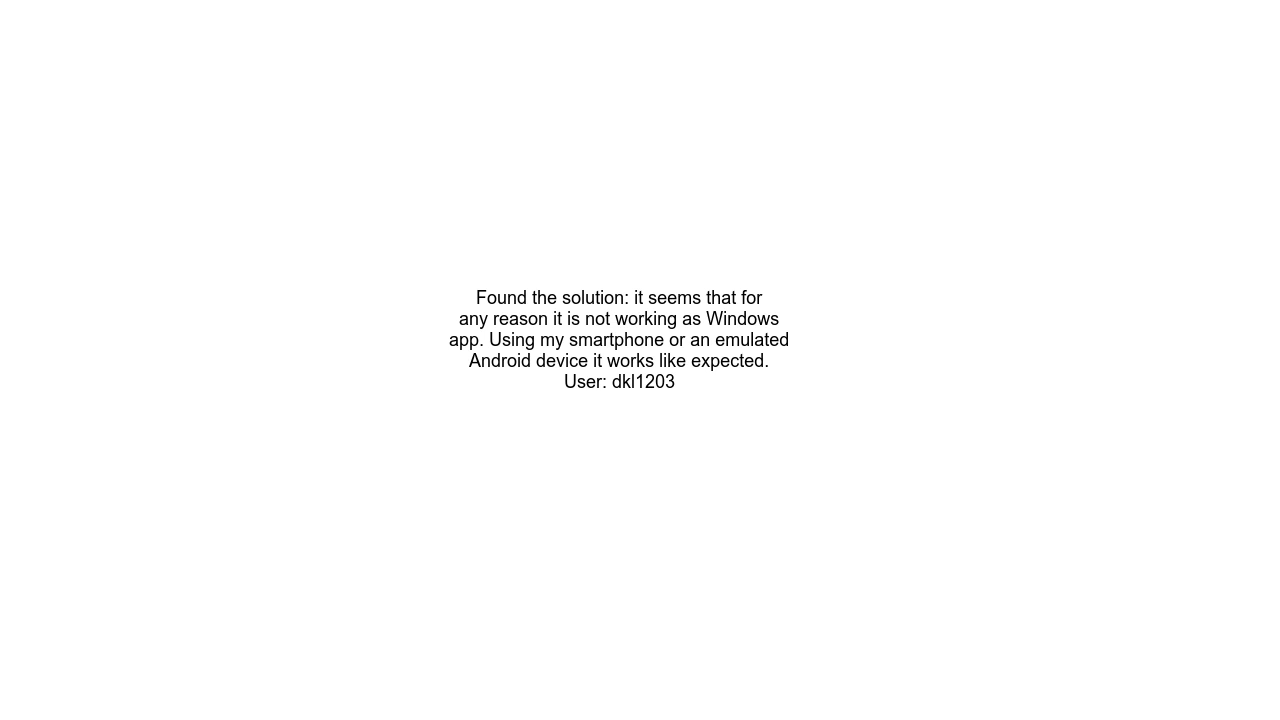 Found the solution: it seems that for
any reason it is not working as Windows
app. Using my smartphone or an emulated
Android device it works like expected.
User: dkl1203